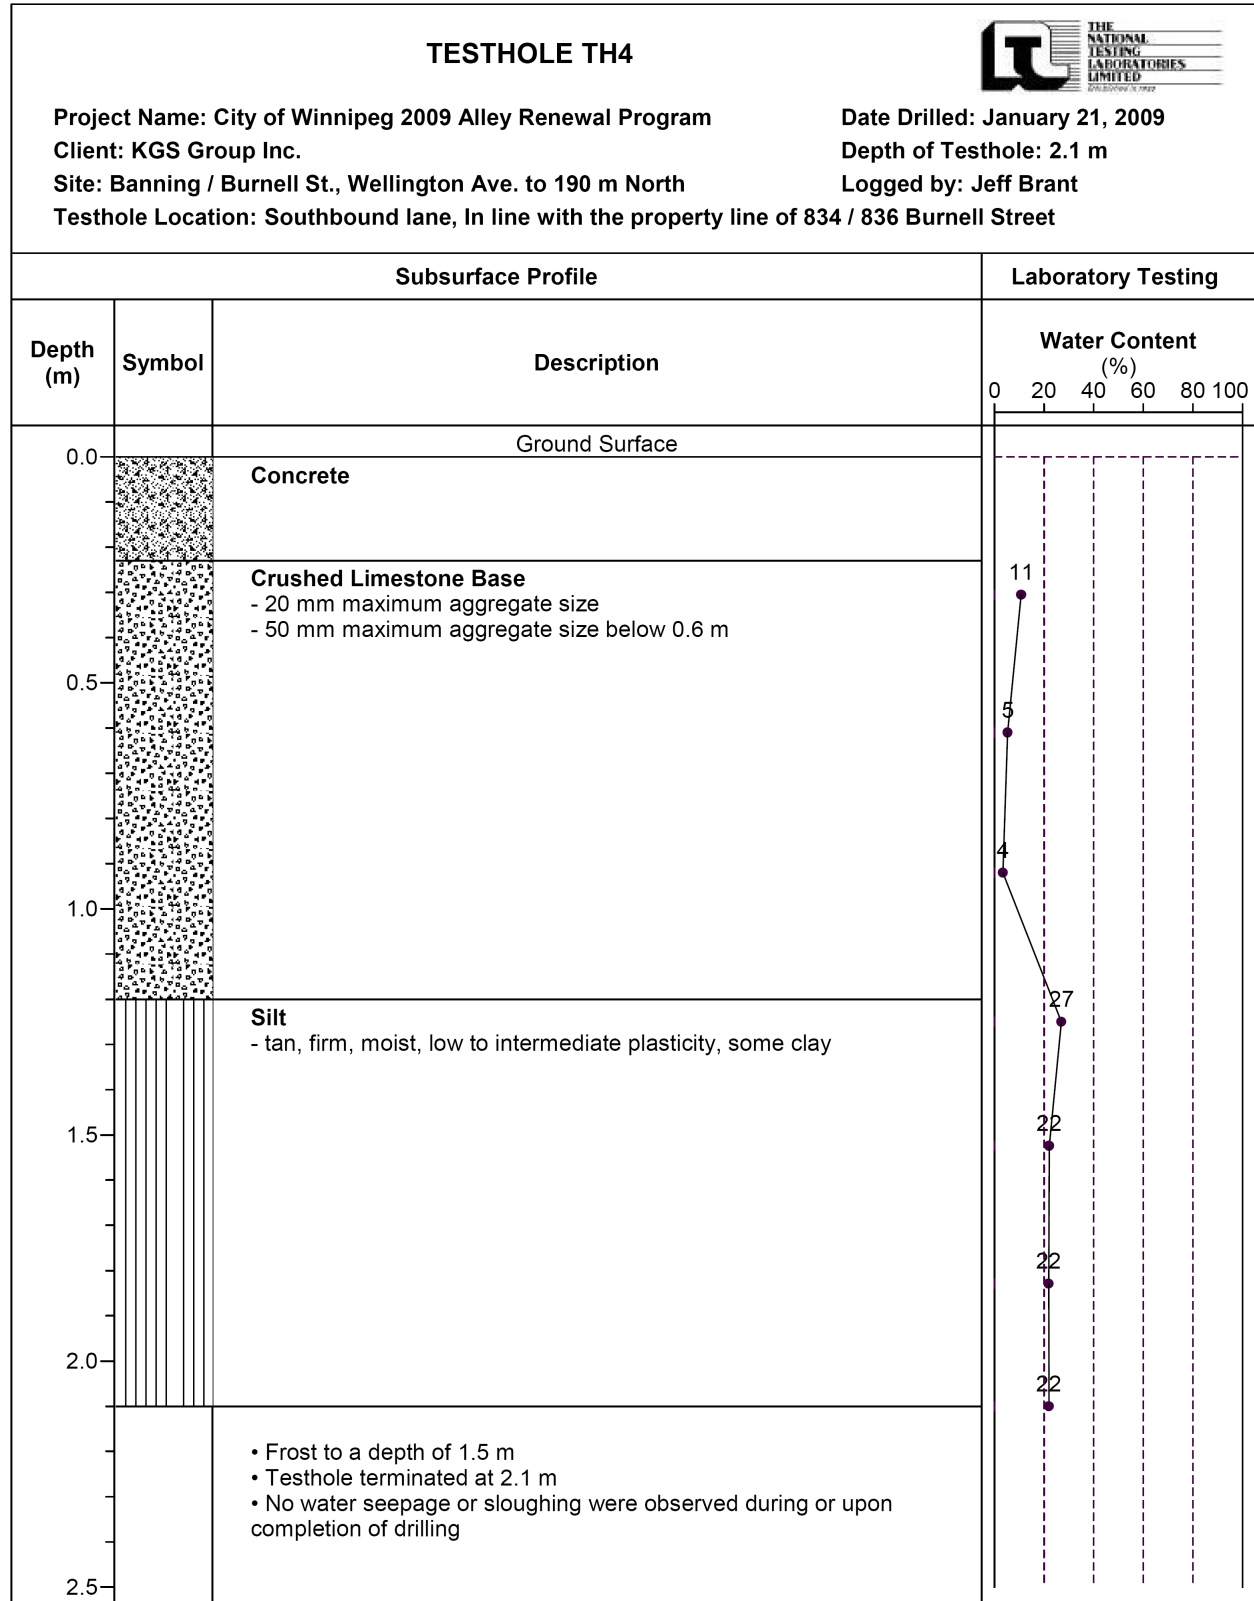 TESTHOLE TH4
THE
NATIONAL
TESTING
LABORATORIES
LIMITED
Project Name: City of Winnipeg 2009 Alley Renewal Program
Date Drilled: January 21, 2009
Client: KGS Group Inc.
Depth of Testhole: 2.1 m
Site: Banning / Burnell St., Wellington Ave. to 190 m North
Logged by: Jeff Brant
Testhole Location: Southbound lane, In line with the property line of 834 / 836 Burnell Street
Subsurface Profile
Laboratory Testing
Depth
(m)
Symbol
Description
Water Content
(%)
0 20 40 60 80 100
Ground Surface
0.0
Concrete
Crushed Limestone Base
- 20 mm maximum aggregate size
- 50 mm maximum aggregate size below 0.6 m
11
0.5
5
4
1.0
27
Silt
- tan, firm, moist, low to intermediate plasticity, some clay
22
1.5
22
2.0
22
• Frost to a depth of 1.5 m
• Testhole terminated at 2.1 m
• No water seepage or sloughing were observed during or upon
completion of drilling
2.5